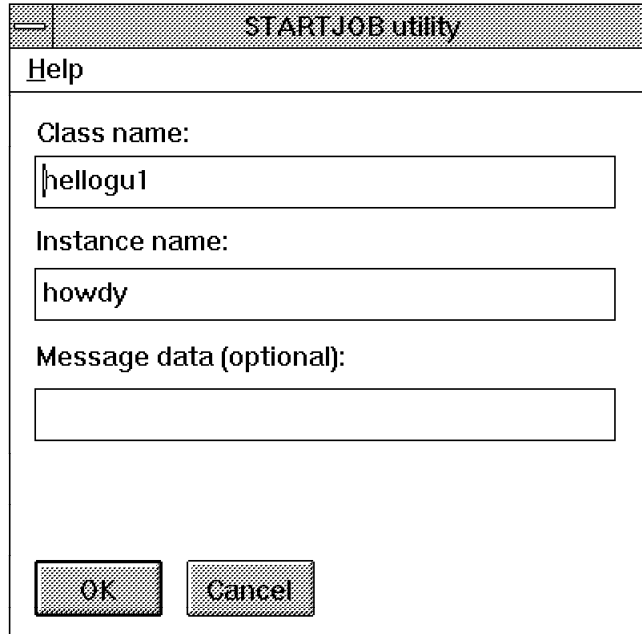 STARTJOB utility
Help
Class name:
hellogu1
Instance name:
howdy
Message data (optional):
OK
Cancel